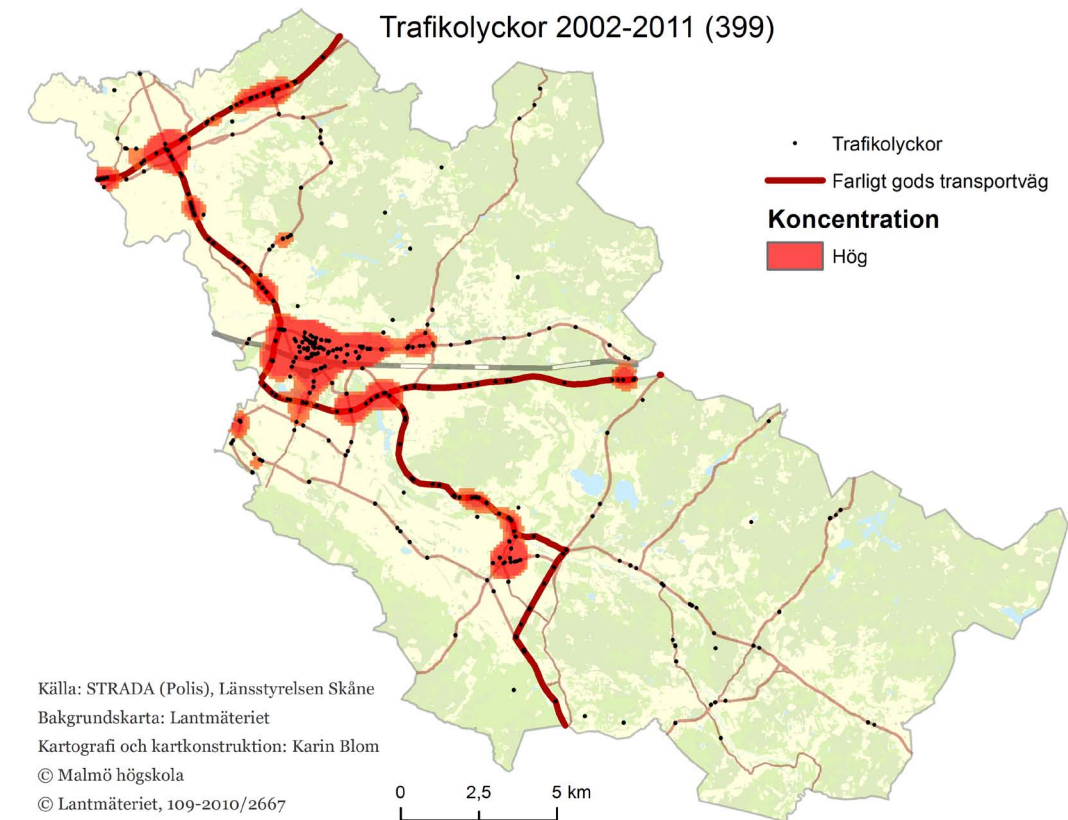 Trafikolyckor 2002-2011 (399)
Trafikolyckor
Farligt gods transportväg
Koncentration
Hög
Källa: STRADA (Polis), Länsstyrelsen Skåne
Bakgrundskarta: Lantmäteriet
Kartografi och kartkonstruktion: Karin Blom
© Malmö högskola
© Lantmäteriet, 109-2010/2667
0 2,5 5 km